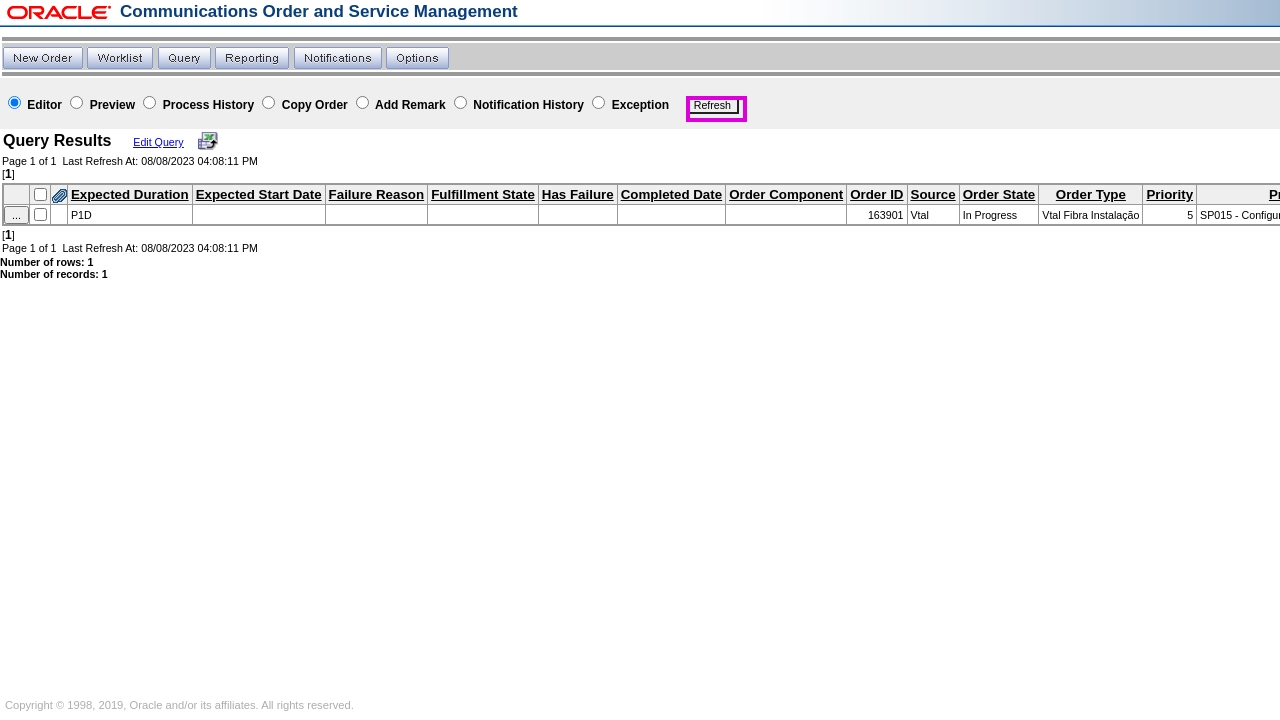 ORACLE Communications Order and Service Management
New Order Worklist Query Reporting Notifications Options
Editor Preview Process History Copy Order Add Remark Notification History Exception Refresh
Query Results Edit Query
Page 1 of 1 Last Refresh At: 08/08/2023 04:08:11 PM
[1]
Expected Duration Expected Start Date Failure Reason Fulfillment State Has Failure Completed Date Order Component Order ID Source Order State Order Type Priority
... P1D 163901 Vtal In Progress Vtal Fibra Instalação 5 SP015 -
[1]
Page 1 of 1 Last Refresh At: 08/08/2023 04:08:11 PM
Number of rows: 1
Number of records: 1
Copyright © 1998, 2019, Oracle and/or its affiliates. All rights reserved.